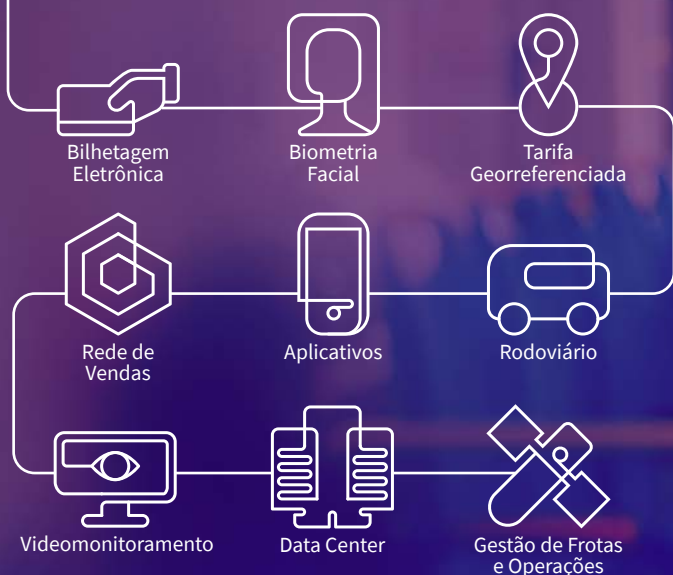 Bilhetagem
Eletrônica
Biometria
Facial
Tarifa
Georreferenciada
Rede de
Vendas
Aplicativos
Rodoviário
Videomonitoramento
Data Center
Gestão de Frotas
e Operações